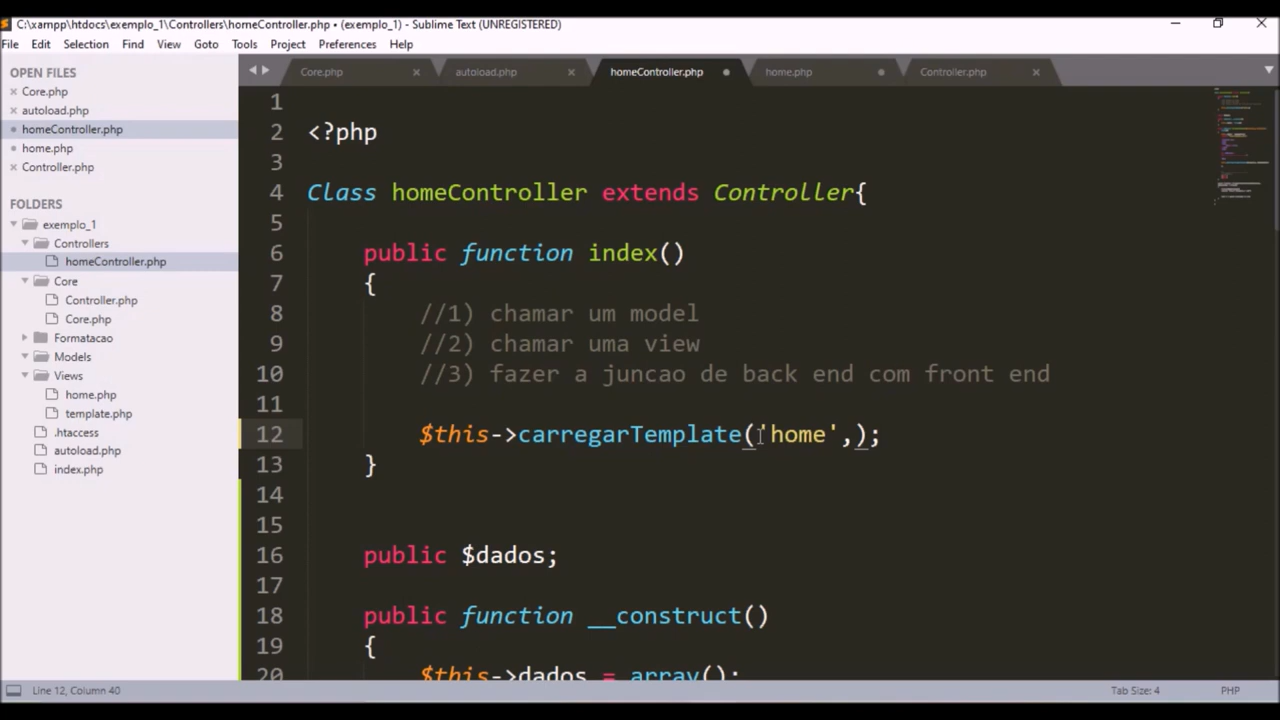 C:\xampp\htdocs\exemplo_1\Controllers\homeController.php • (exemplo_1) - Sublime Text (UNREGISTERED)
File Edit Selection Find View Goto Tools Project Preferences Help
OPEN FILES
Core.php
autoload.php
homeController.php
home.php
Controller.php
FOLDERS
exemplo_1
Controllers
homeController.php
Core
Controller.php
Core.php
Formatacao
Models
Views
home.php
template.php
.htaccess
autoload.php
index.php
Core.php autoload.php homeController.php home.php Controller.php
1
2 <?php
3
4 Class homeController extends Controller{
5
6 public function index()
7 {
8 //1) chamar um model
9 //2) chamar uma view
10 //3) fazer a juncao de back end com front end
11
12 $this->carregarTemplate('home',);
13 }
14
15
16 public $dados;
17
18 public function __construct()
19 {
20 $this->dados = array();
Line 12, Column 40
Tab Size: 4 PHP